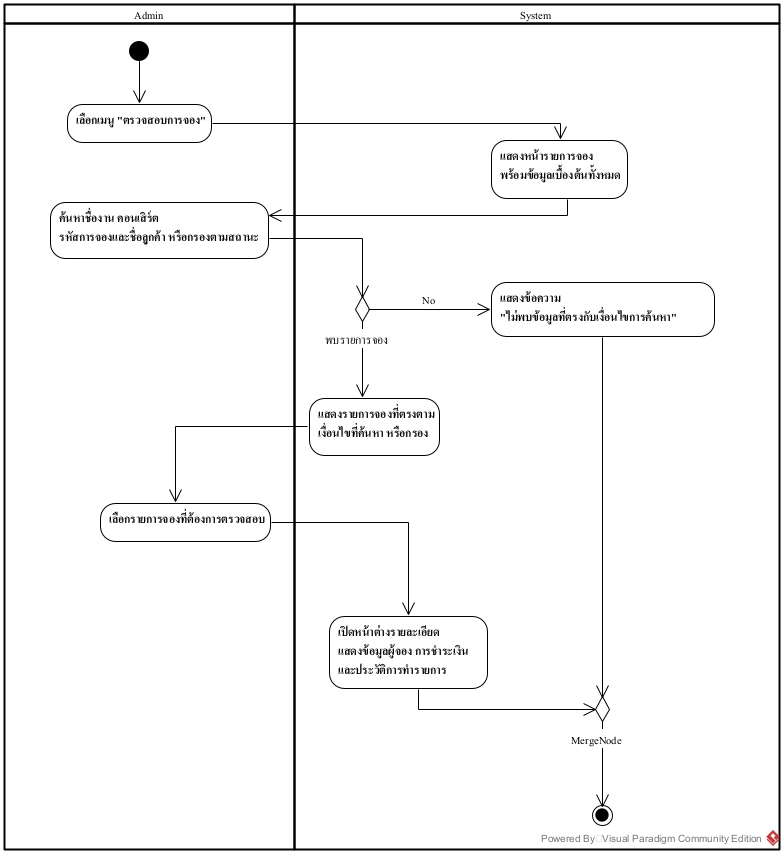 Admin
System
เลือกเมนู "ตรวจสอบการจอง"
แสดงหน้ารายการจอง
พร้อมข้อมูลเบื้องต้นทั้งหมด
ค้นหาชื่องาน คอนเสิร์ต
รหัสการจองและชื่อลูกค้า หรือกรองตามสถานะ
No
แสดงข้อความ
"ไม่พบข้อมูลที่ตรงกับเงื่อนไขการค้นหา"
พบรายการจอง
แสดงรายการจองที่ตรงตาม
เงื่อนไขที่ค้นหา หรือกรอง
เลือกรายการจองที่ต้องการตรวจสอบ
เปิดหน้าต่างรายละเอียด
แสดงข้อมูลผู้จอง การชำระเงิน
และประวัติการทำรายการ
MergeNode
Powered By Visual Paradigm Community Edition